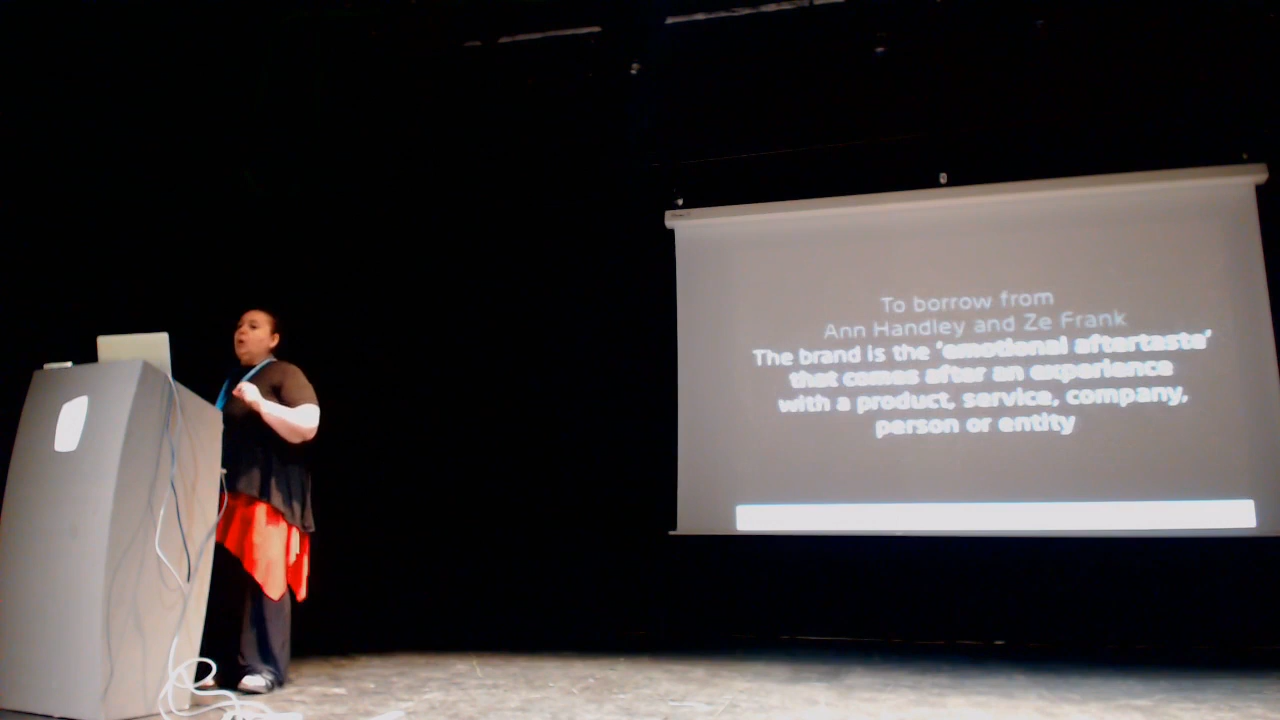 To borrow from
Ann Handley and Ze Frank
The brand is the ‘emotional aftertaste’
that comes after an experience
with a product, service, company,
person or entity